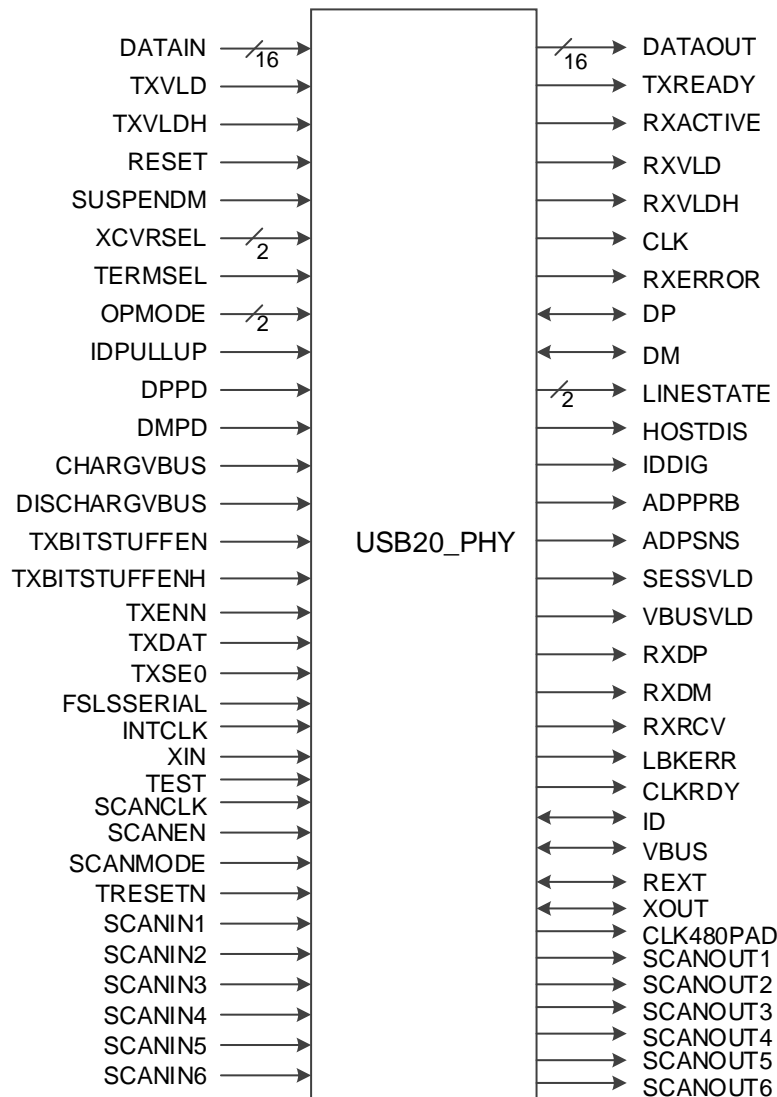 DATAIN
16
TXVLD
TXVLDH
RESET
SUSPENDM
XCVRSEL
2
TERMSEL
OPMODE
2
IDPULLUP
DPPD
DMPD
CHARGVBUS
DISCHARGVBUS
TXBITSTUFFEN
TXBITSTUFFENH
TXENN
TXDAT
TXSE0
FSLSSERIAL
INTCLK
XIN
TEST
SCANCLK
SCANEN
SCANMODE
TRESETN
SCANIN1
SCANIN2
SCANIN3
SCANIN4
SCANIN5
SCANIN6
USB20_PHY
DATAOUT
16
TXREADY
RXACTIVE
RXVLD
RXVLDH
CLK
RXERROR
DP
DM
LINESTATE
2
HOSTDIS
IDDIG
ADPPRB
ADPSNS
SESSVLD
VBUSVLD
RXDP
RXDM
RXRCV
LBKERR
CLKRDY
ID
VBUS
REXT
XOUT
CLK480PAD
SCANOUT1
SCANOUT2
SCANOUT3
SCANOUT4
SCANOUT5
SCANOUT6